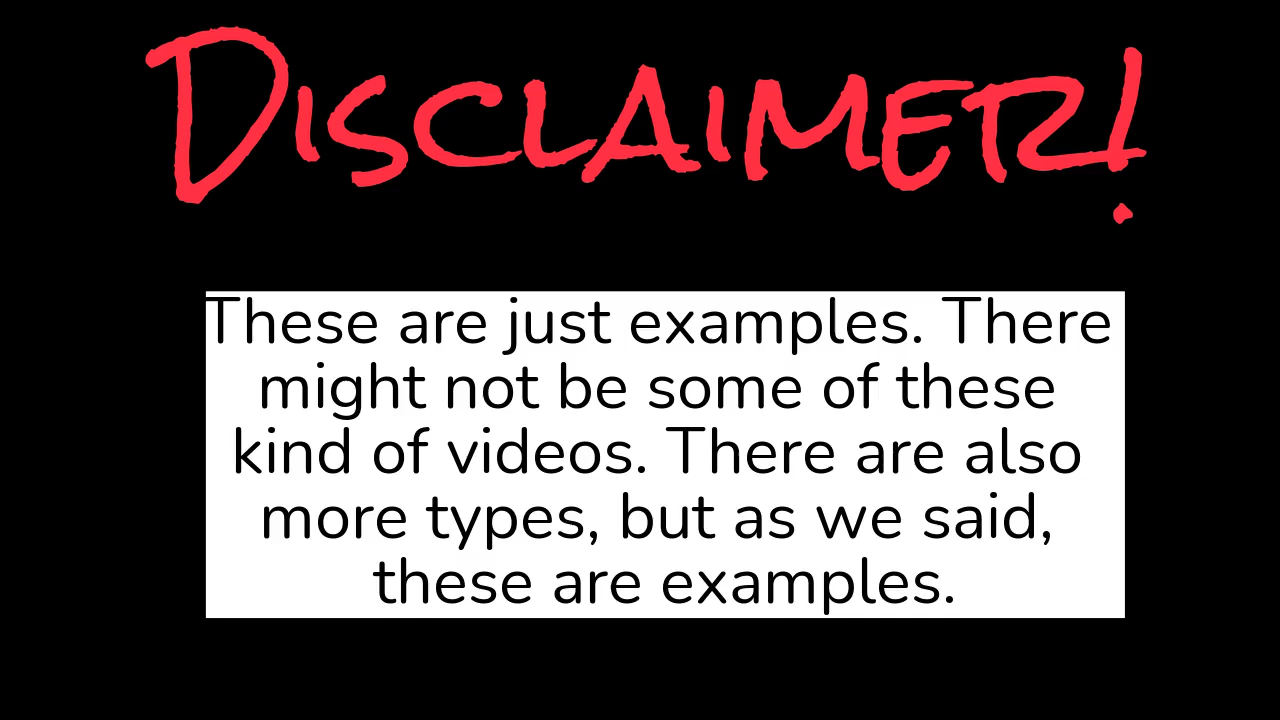 Disclaimer!
These are just examples. There
might not be some of these
kind of videos. There are also
more types, but as we said,
these are examples.